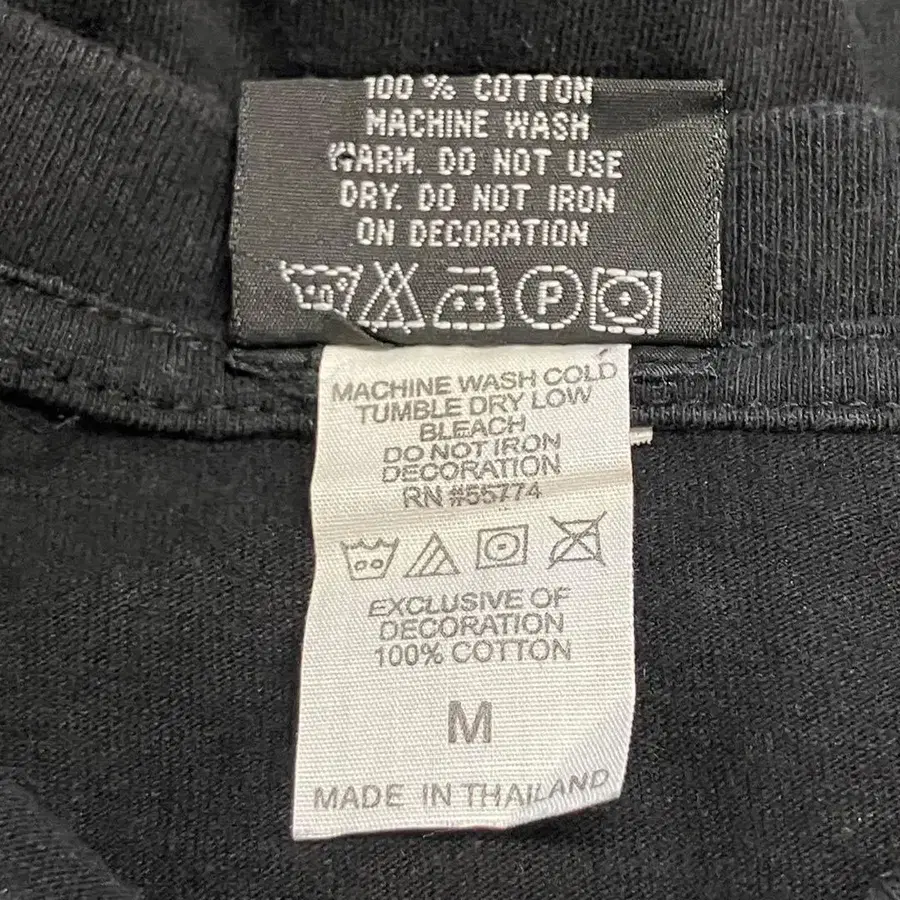 100 % COTTON
MACHINE WASH
WARM. DO NOT USE
DRY. DO NOT IRON
ON DECORATION
40°
P
MACHINE WASH COLD
TUMBLE DRY LOW
BLEACH
DO NOT IRON
DECORATION
RN #55774
EXCLUSIVE OF
DECORATION
100% COTTON
M
MADE IN THAILAND